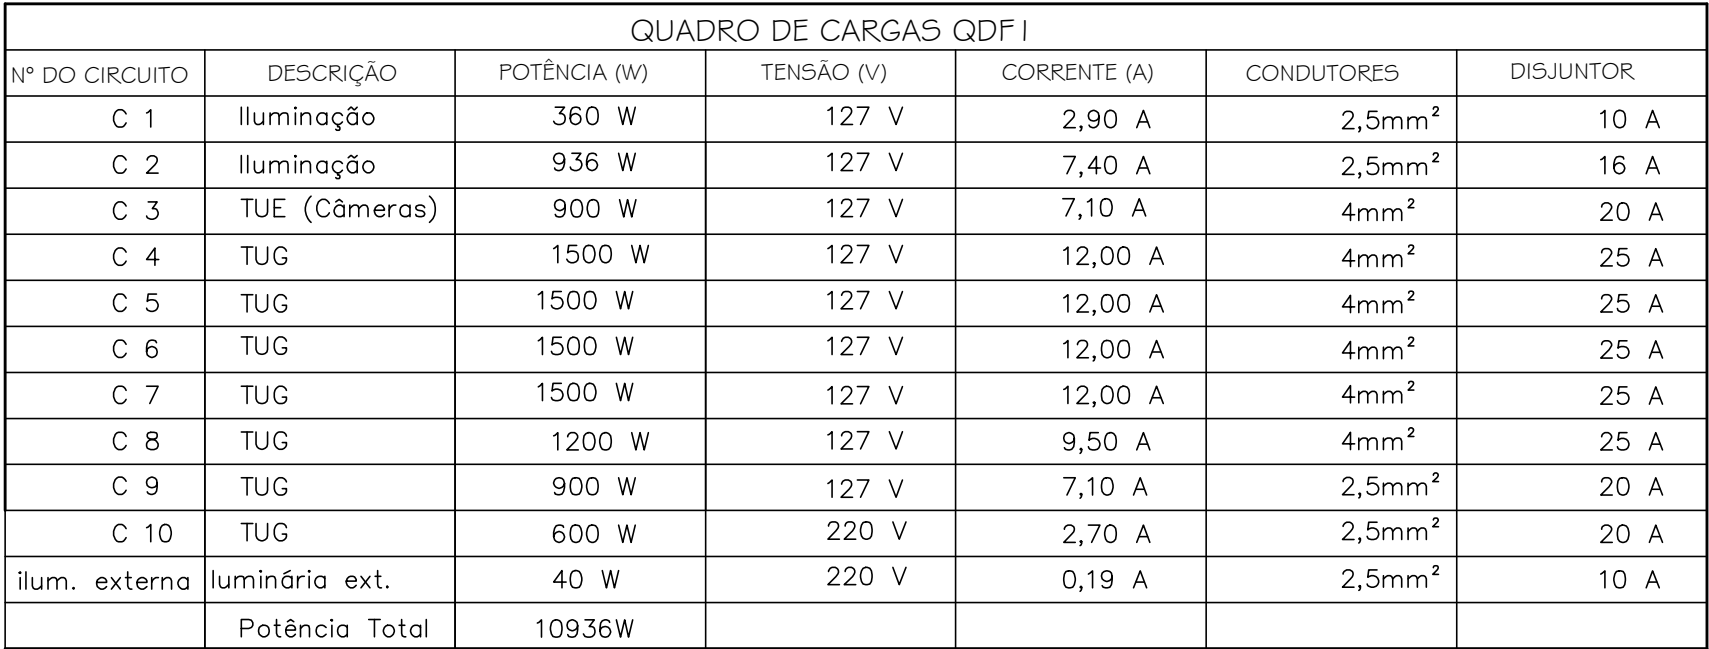 QUADRO DE CARGAS QDF1
Nº DO CIRCUITO DESCRIÇÃO POTÊNCIA (W) TENSÃO (V) CORRENTE (A) CONDUTORES DISJUNTOR
C 1 Iluminação 360 W 127 V 2,90 A 2,5mm² 10 A
C 2 Iluminação 936 W 127 V 7,40 A 2,5mm² 16 A
C 3 TUE (Câmeras) 900 W 127 V 7,10 A 4mm² 20 A
C 4 TUG 1500 W 127 V 12,00 A 4mm² 25 A
C 5 TUG 1500 W 127 V 12,00 A 4mm² 25 A
C 6 TUG 1500 W 127 V 12,00 A 4mm² 25 A
C 7 TUG 1500 W 127 V 12,00 A 4mm² 25 A
C 8 TUG 1200 W 127 V 9,50 A 4mm² 25 A
C 9 TUG 900 W 127 V 7,10 A 2,5mm² 20 A
C 10 TUG 600 W 220 V 2,70 A 2,5mm² 20 A
ilum. externa luminária ext. 40 W 220 V 0,19 A 2,5mm² 10 A
Potência Total 10936W